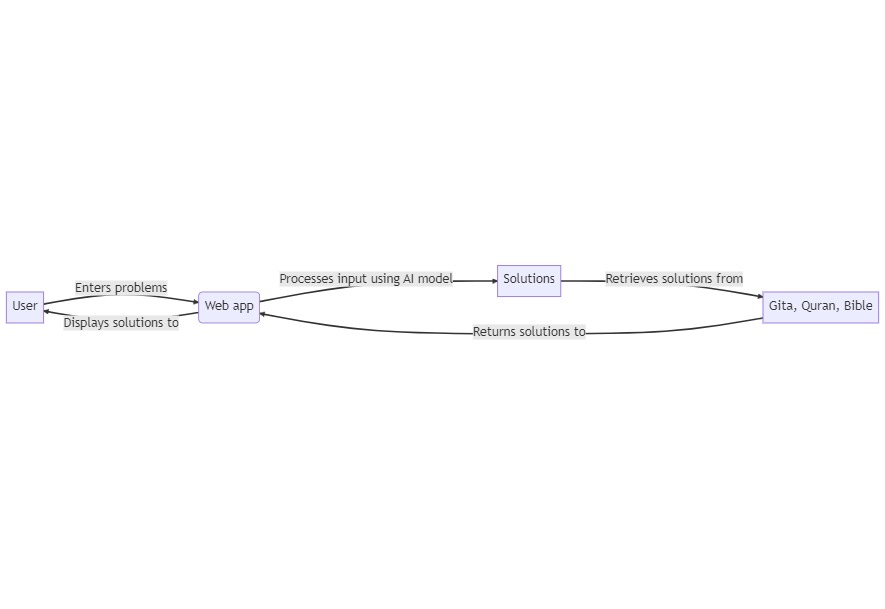 Enters problems
Processes input using AI model
Solutions
Retrieves solutions from
User
Web app
Gita, Quran, Bible
Displays solutions to
Returns solutions to